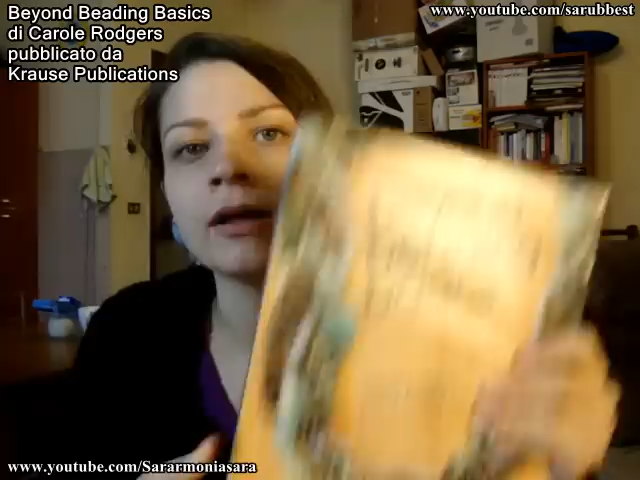 Beyond Beading Basics
di Carole Rodgers
pubblicato da
Krause Publications
www.youtube.com/sarubbest
www.youtube.com/Sararmoniasara